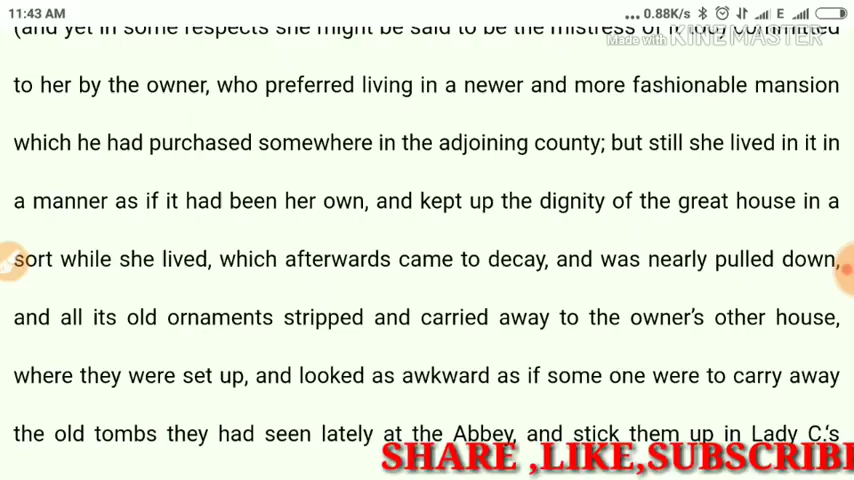 11:43 AM
... 0.88K/s E
Made with KINEMASTER
(and yet in some respects she might be said to be the mistress of it too) committed
to her by the owner, who preferred living in a newer and more fashionable mansion
which he had purchased somewhere in the adjoining county; but still she lived in it in
a manner as if it had been her own, and kept up the dignity of the great house in a
sort while she lived, which afterwards came to decay, and was nearly pulled down,
and all its old ornaments stripped and carried away to the owner’s other house,
where they were set up, and looked as awkward as if some one were to carry away
the old tombs they had seen lately at the Abbey, and stick them up in Lady C.‘s
SHARE ,LIKE,SUBSCRIBE